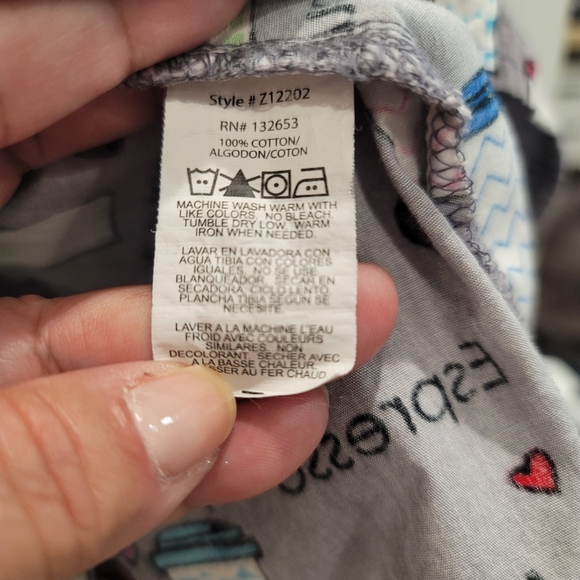 Style # Z12202
RN# 132653
100% COTTON/
ALGODON/COTON
MACHINE WASH WARM WITH
LIKE COLORS. NO BLEACH.
TUMBLE DRY LOW. WARM
IRON WHEN NEEDED.
LAVAR EN LAVADORA CON
AGUA TIBIA CON COLORES
IGUALES. NO SE USE
BLANQUEADOR. SECAR EN
SECADORA, CICLO LENTO.
PLANCHA TIBIA SEGUN SE
NECESITE.
LAVER A LA MACHINE L'EAU
FROID AVEC COULEURS
SIMILAIRES. NON
DECOLORANT. SECHER AVEC
A LA BASSE CHALEUR.
ASSER AU FER CHAUD
Espresso